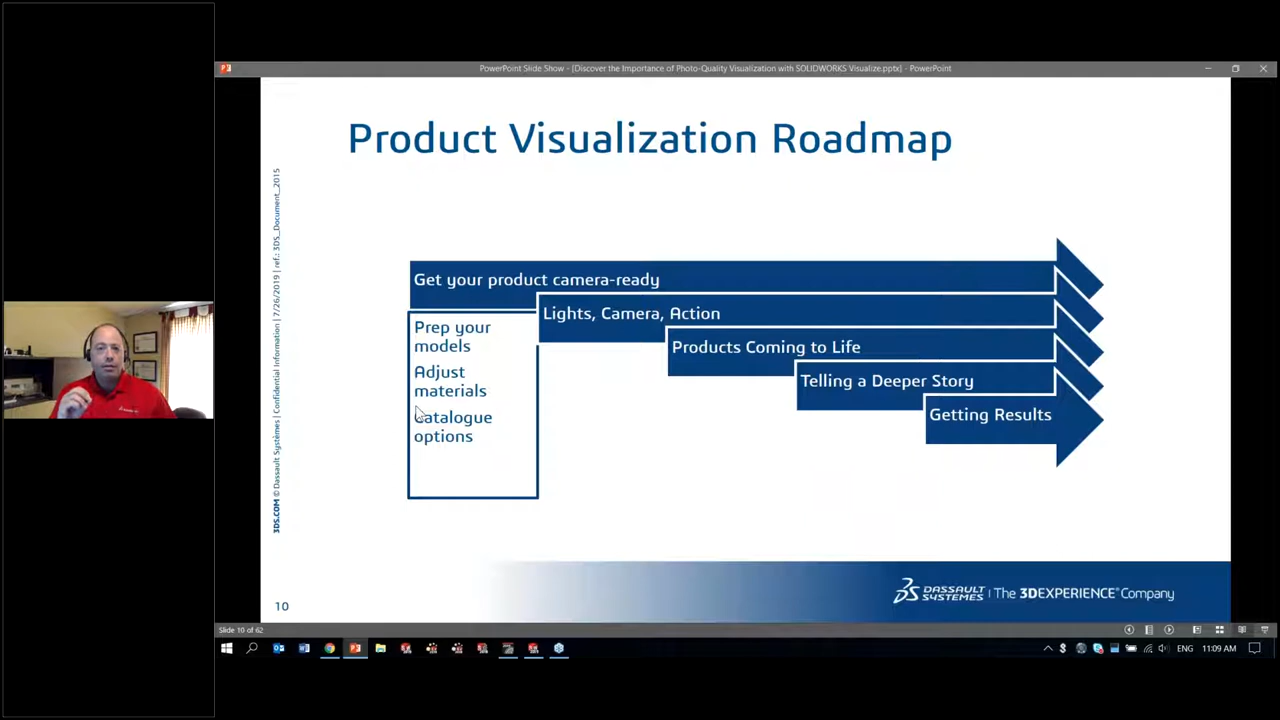 PowerPoint Slide Show - [Discover the Importance of Photo-Quality Visualization with SOLIDWORKS Visualize.pptx] - PowerPoint
Product Visualization Roadmap
Get your product camera-ready
Lights, Camera, Action
Products Coming to Life
Telling a Deeper Story
Getting Results
Prep your
models
Adjust
materials
Catalogue
options
3DS.COM © Dassault Systèmes | Confidential Information | 7/26/2019 | ref.: 3DS_Document_2015
10
DASSAULT
SYSTEMES | The 3DEXPERIENCE® Company
Slide 10 of 62
ENG
11:09 AM